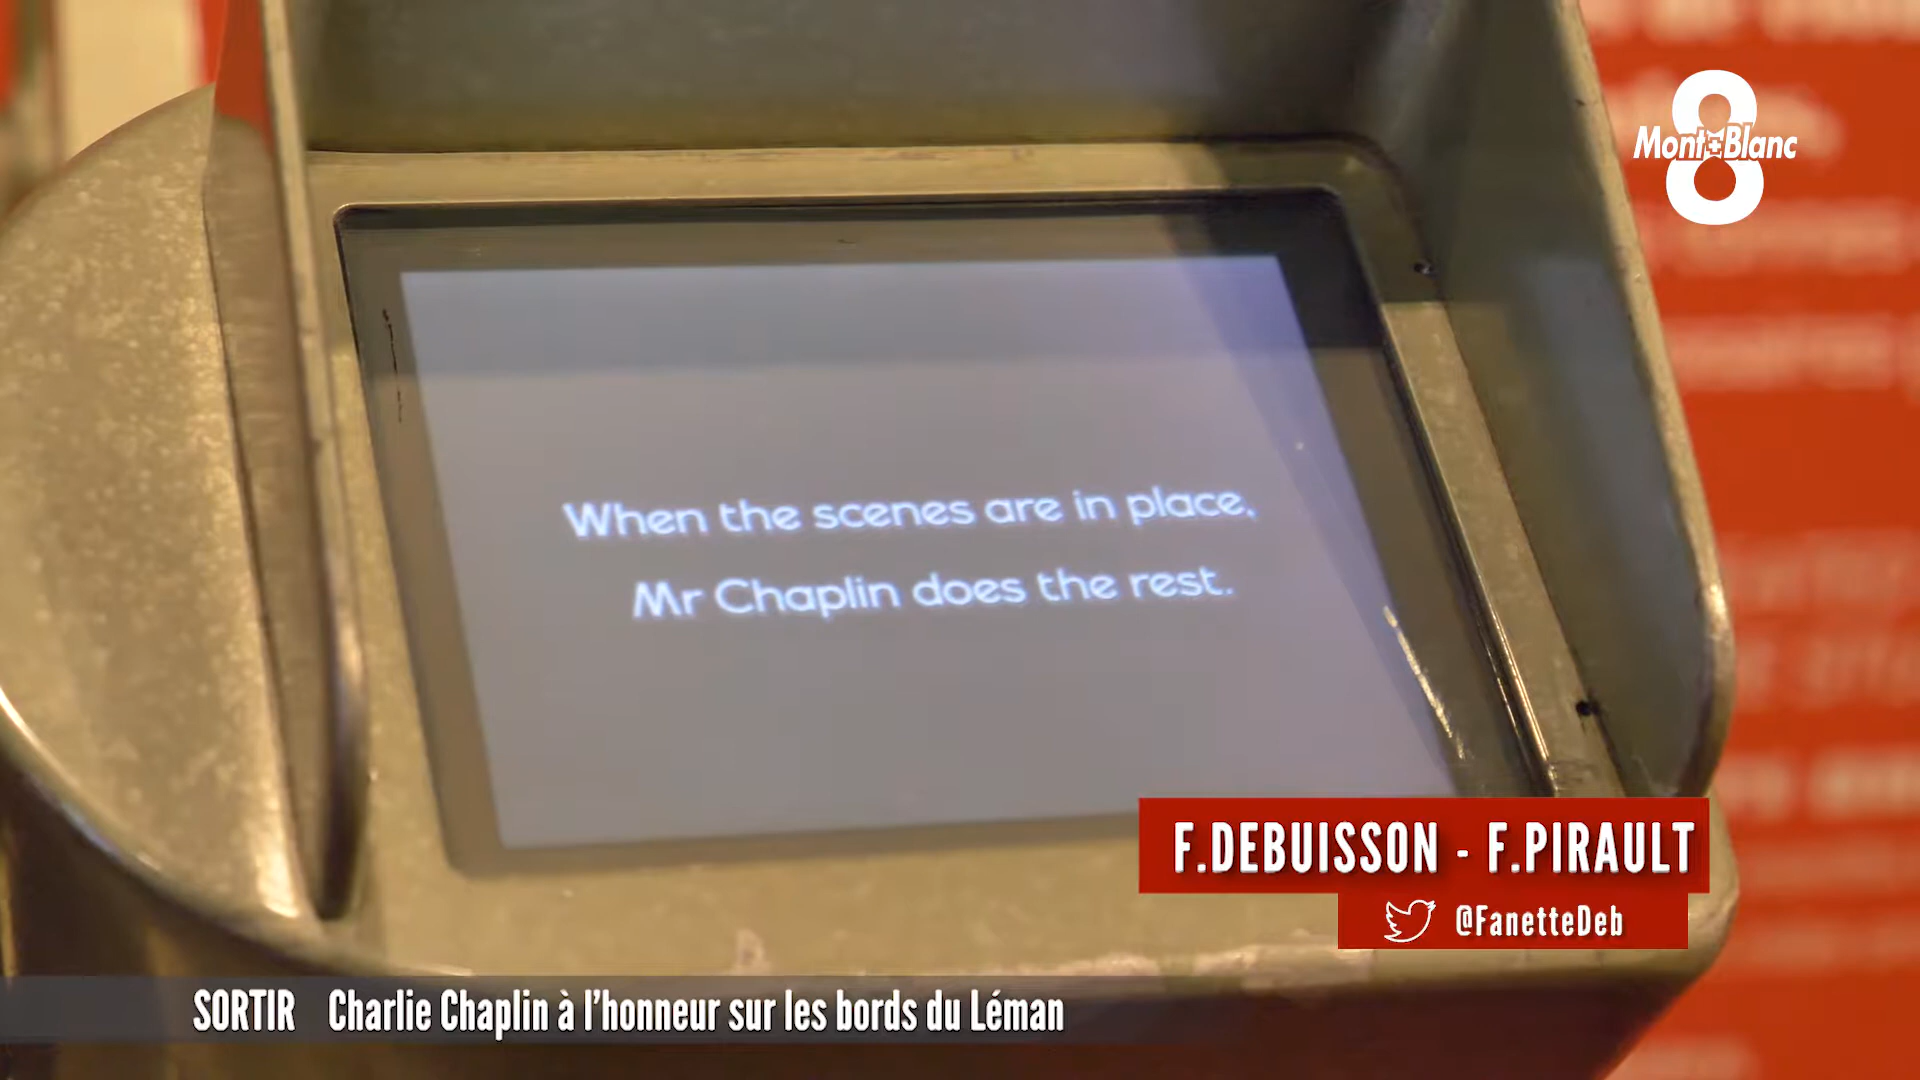 8
Mont Blanc
When the scenes are in place,
Mr Chaplin does the rest.
F.DEBUISSON - F.PIRAULT
@FanetteDeb
SORTIR Charlie Chaplin à l'honneur sur les bords du Léman